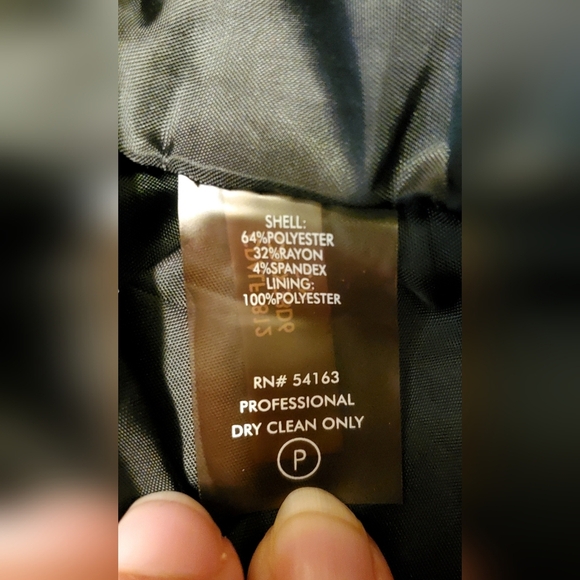 SHELL:
64%POLYESTER
32%RAYON
4%SPANDEX
LINING:
100%POLYESTER
RN# 54163
PROFESSIONAL
DRY CLEAN ONLY
P